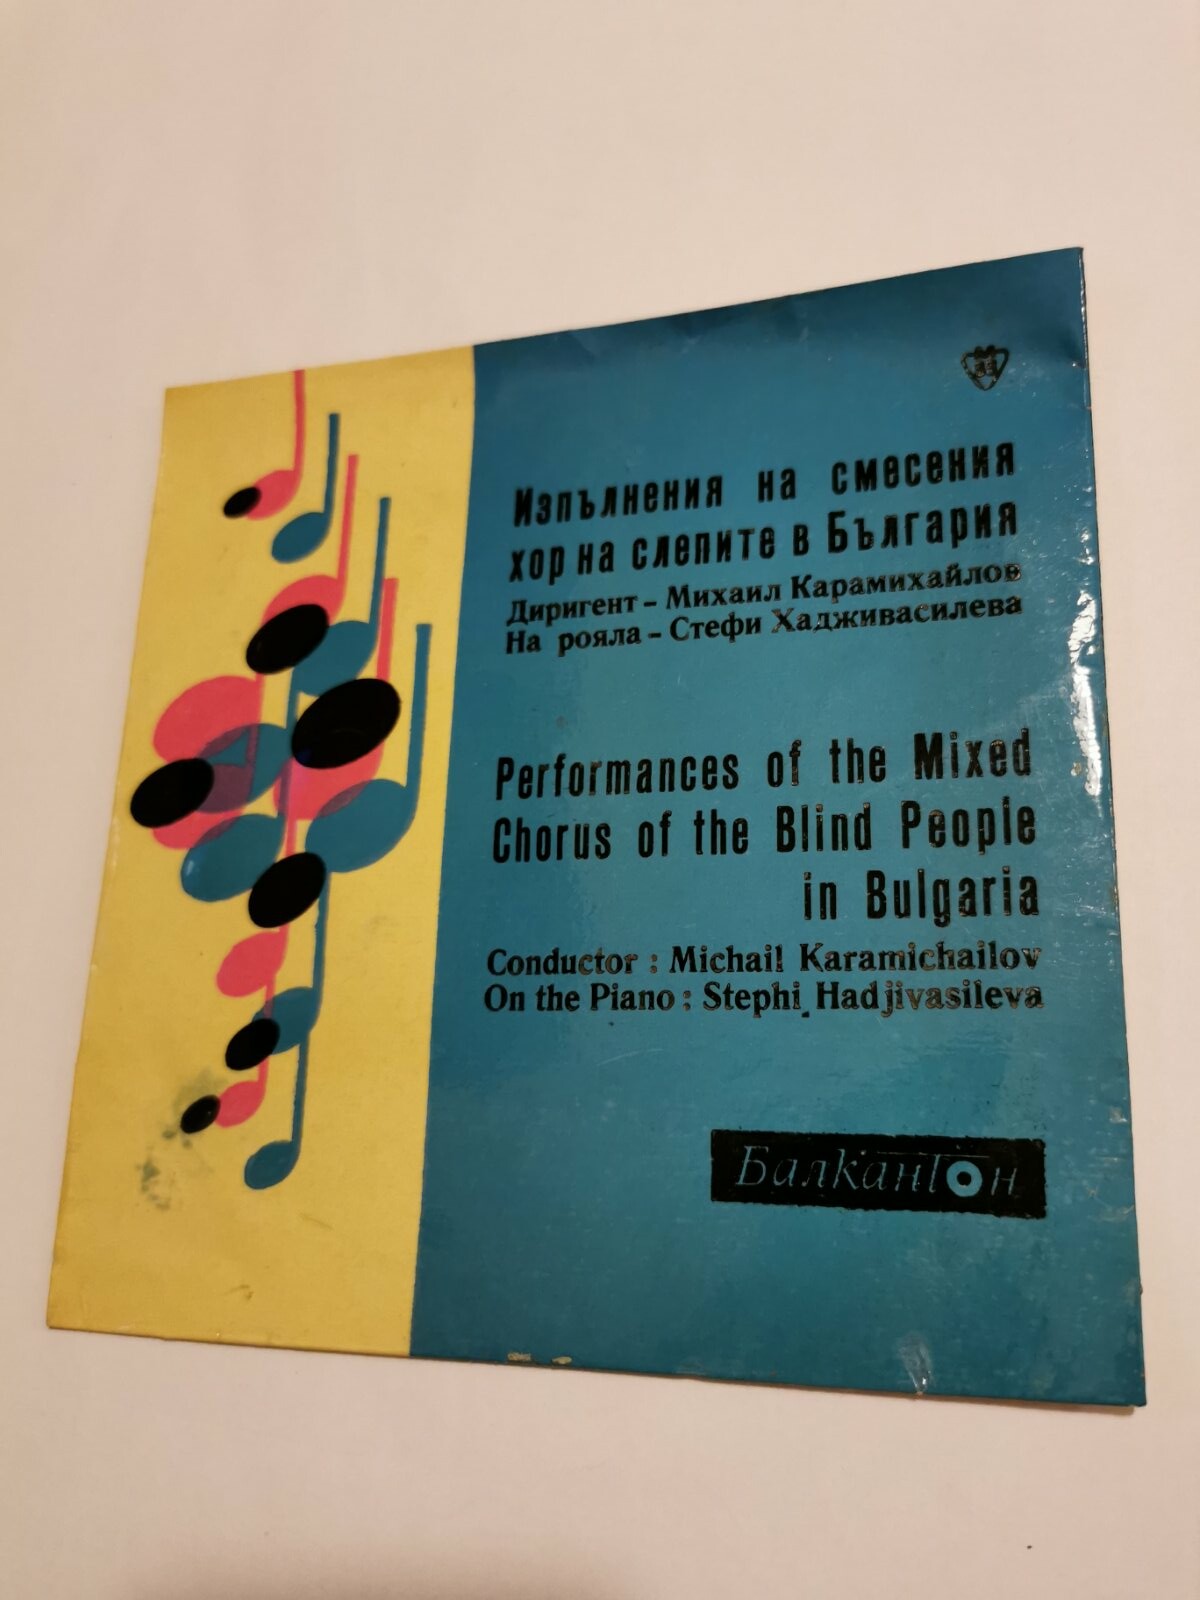 Изпълнения на смесения
хор на слепите в България
Диригент – Михаил Карамихайлов
На рояла – Стефи Хадживасилева
Performances of the Mixed
Chorus of the Blind People
in Bulgaria
Conductor : Michail Karamichailov
On the Piano : Stephi Hadjivasileva
Балкантон